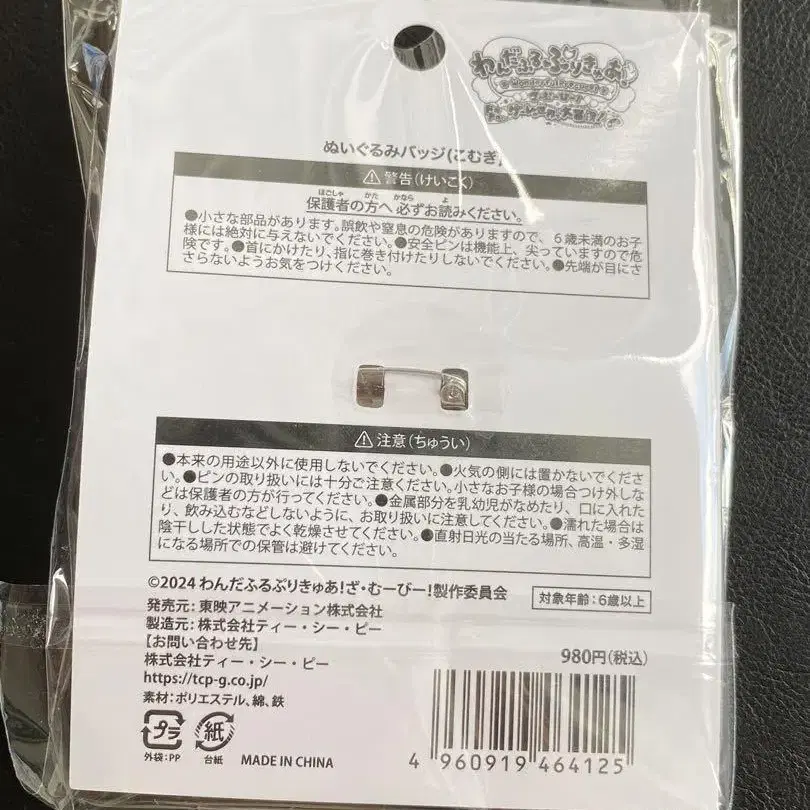 わんだふるぷりきゅあ!
Wonderful Precure!
ざ・むーびー!
ぬいぐるみバッジ(こむぎ)
警告(けいこく)
保護者の方へ 必ずお読みください。
●小さな部品があります。誤飲や窒息の危険がありますので、6歳未満のお子
様には絶対に与えないでください。●安全ピンは機能上、尖っていますので危
険です。●首にかけたり、指に巻き付けたりしないでください。●先端が目にさ
さらないようお気をつけください。
注意(ちゅうい)
●本来の用途以外に使用しないでください。●火気の側には置かないでくださ
い。●ピンの取り扱いには十分ご注意ください。小さなお子様の場合つけ外しな
どは保護者の方が行ってください。●金属部分を乳幼児がなめたり、口に入れた
り、飲み込むなどしないように、お取り扱いに注意してください。●濡れた場合は
陰干しした状態でよく乾燥させてください。●直射日光の当たる場所、高温・多湿
になる場所での保管は避けてください。
©2024 わんだふるぷりきゅあ!ざ・むーびー!製作委員会
対象年齢:6歳以上
発売元: 東映アニメーション株式会社
製造元: 株式会社ティー・シー・ピー
【お問い合わせ先】
株式会社ティー・シー・ピー
https://tcp-g.co.jp/
素材:ポリエステル、綿、鉄
980円(税込)
プラ
外袋:PP
紙
台紙
MADE IN CHINA
4 960919 464125